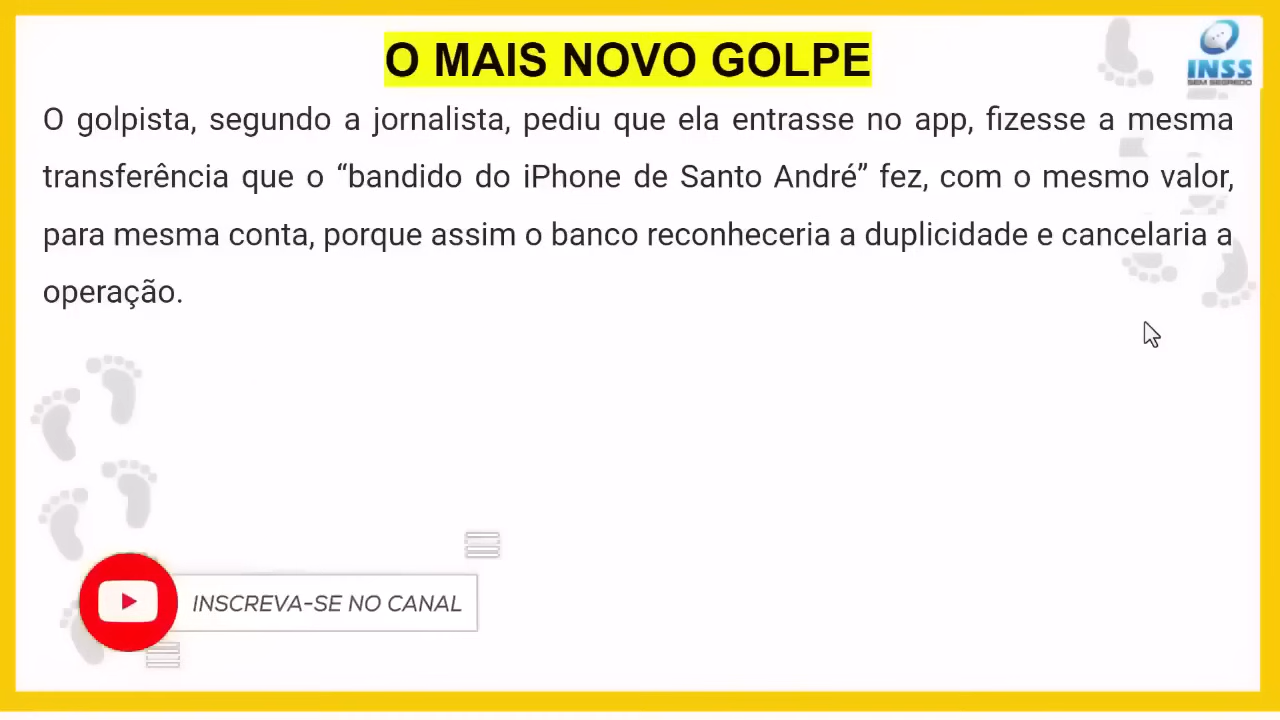 O MAIS NOVO GOLPE
INSS
SEM SEGREDO
O golpista, segundo a jornalista, pediu que ela entrasse no app, fizesse a mesma
transferência que o “bandido do iPhone de Santo André” fez, com o mesmo valor,
para mesma conta, porque assim o banco reconheceria a duplicidade e cancelaria a
operação.
INSCREVA-SE NO CANAL